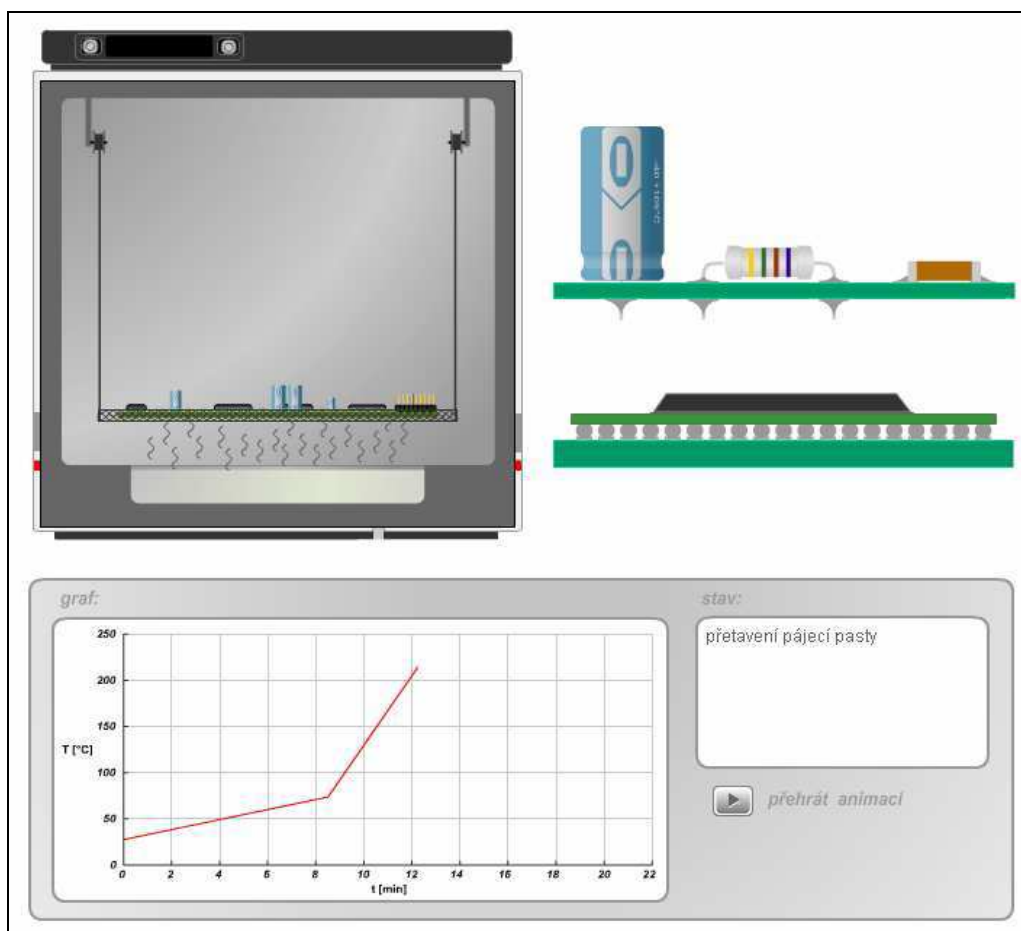 graf:
stav:
250
200
150
100
50
0
T [°C]
0 2 4 6 8 10 12 14 16 18 20 22
t [min]
přetavení pájecí pasty
přehrát animaci